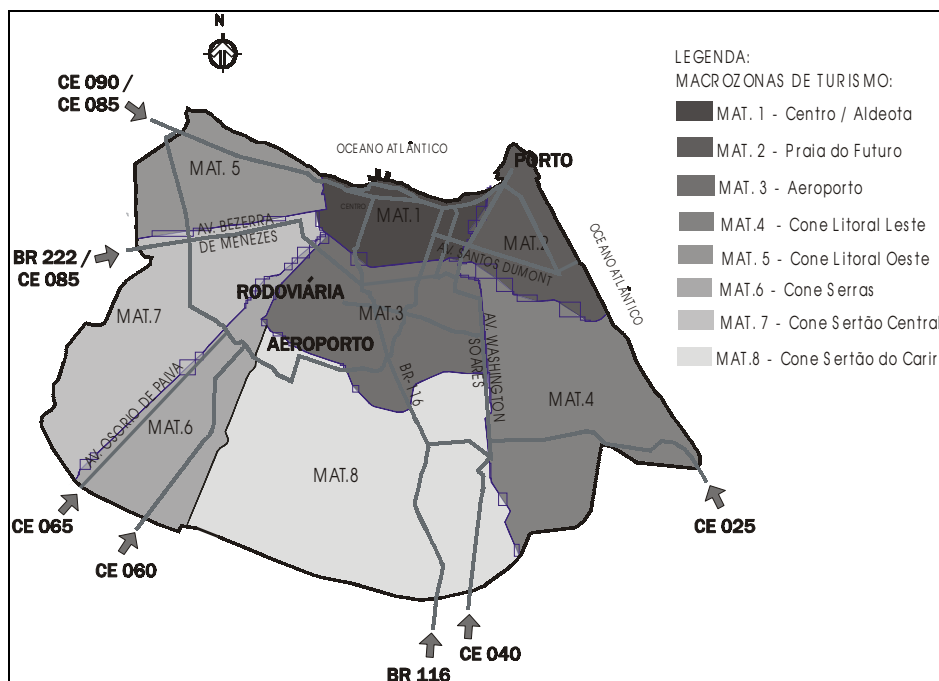 N
CE 090 /
CE 085
OCEANO ATLÂNTICO
PORTO
MAT. 5
CENTRO
MAT.1
MAT.2
AV. BEZERRA
DE MENEZES
AV. SANTOS DUMONT
OCEANO ATLÂNTICO
BR 222 /
CE 085
RODOVIÁRIA
MAT.7
MAT.3
AEROPORTO
AV. WASHINGTON
SOARES
BR- 116
AV. OSORIO DE PAIVA
MAT.6
MAT.4
MAT.8
CE 065
CE 060
CE 025
CE 040
BR 116
LEGENDA:
MACROZONAS DE TURISMO:
MAT. 1 - Centro / Aldeota
MAT. 2 - Praia do Futuro
MAT. 3 - Aeroporto
MAT.4 - Cone Litoral Leste
MAT. 5 - Cone Litoral Oeste
MAT.6 - Cone Serras
MAT. 7 - Cone Sertão Central
MAT.8 - Cone Sertão do Carir